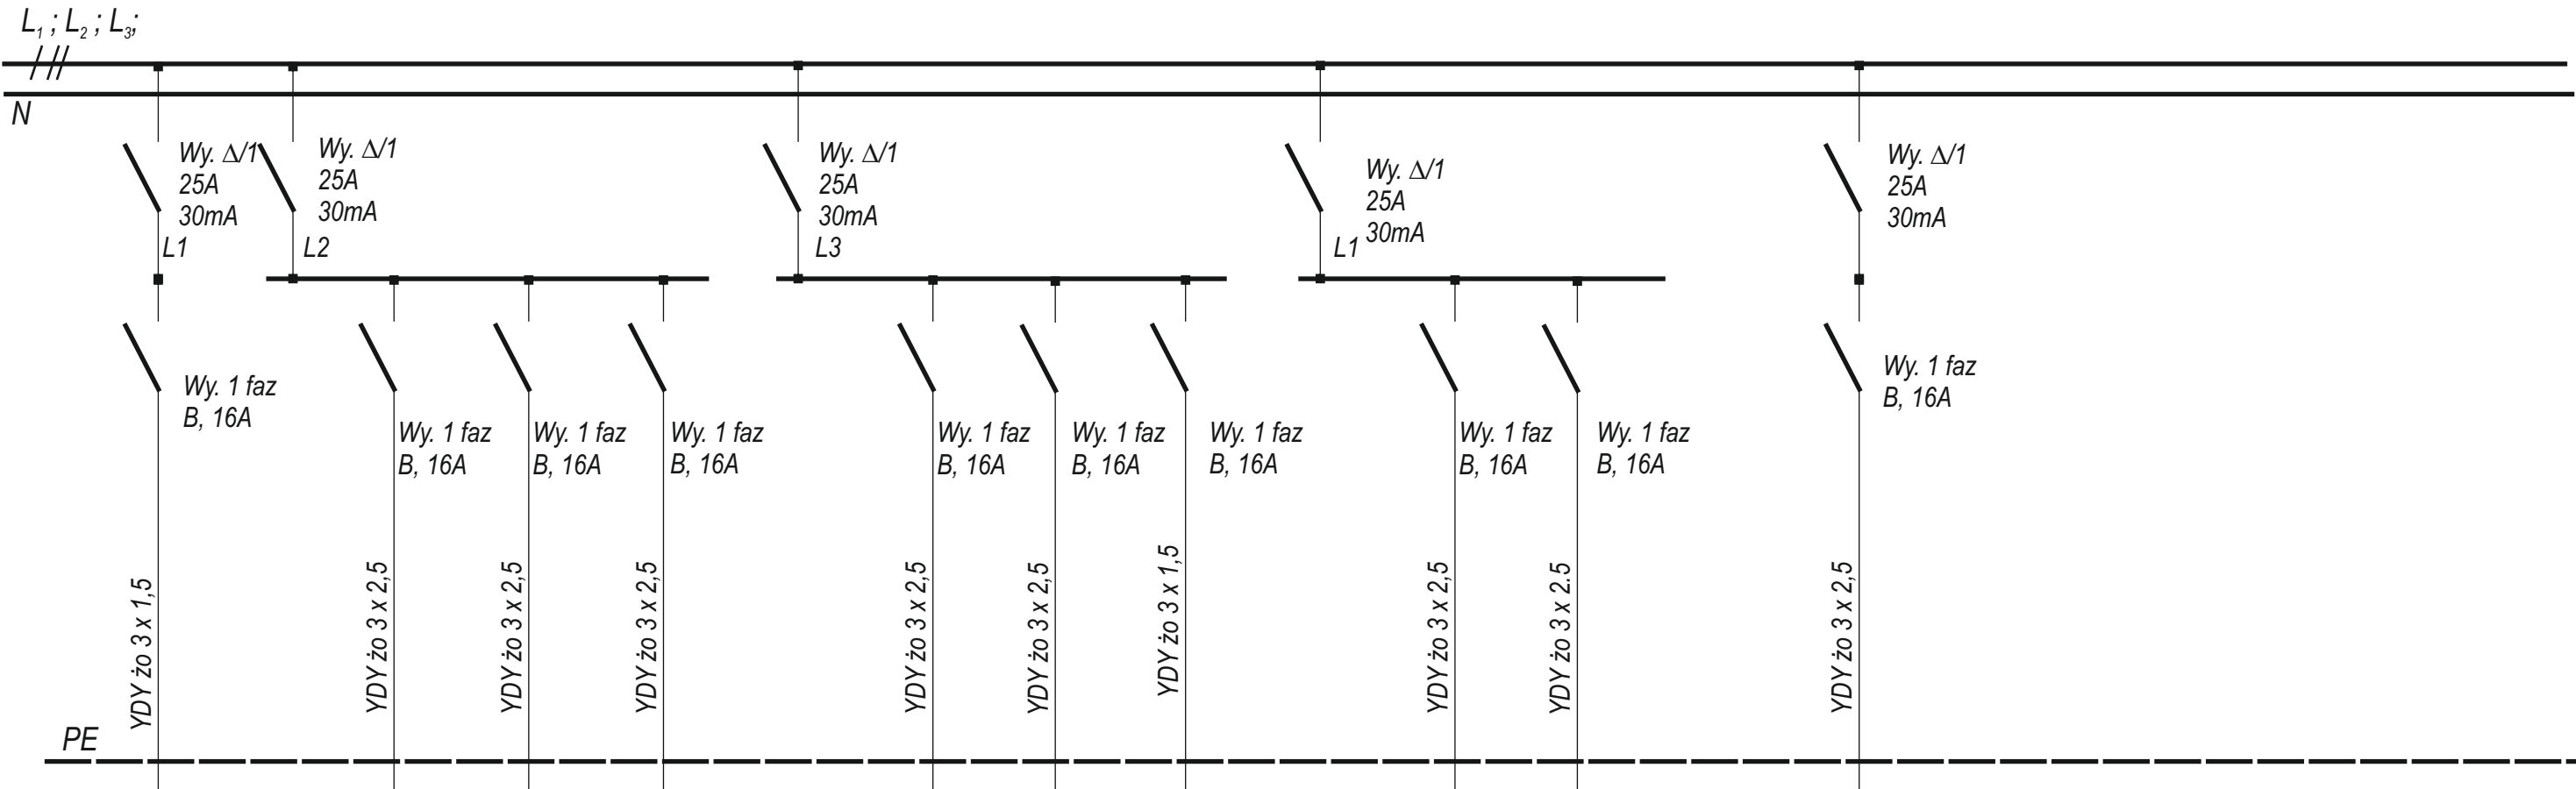 L1 ; L2 ; L3;
N
Wy. Δ/1
25A
30mA
L1
Wy. Δ/1
25A
30mA
L2
Wy. Δ/1
25A
30mA
L3
Wy. Δ/1
25A
30mA
L1
Wy. Δ/1
25A
30mA
Wy. 1 faz
B, 16A
Wy. 1 faz
B, 16A
Wy. 1 faz
B, 16A
Wy. 1 faz
B, 16A
Wy. 1 faz
B, 16A
Wy. 1 faz
B, 16A
Wy. 1 faz
B, 16A
Wy. 1 faz
B, 16A
Wy. 1 faz
B, 16A
Wy. 1 faz
B, 16A
YDY żo 3 x 1,5
YDY żo 3 x 2,5
YDY żo 3 x 2,5
YDY żo 3 x 2,5
YDY żo 3 x 2,5
YDY żo 3 x 2,5
YDY żo 3 x 1,5
YDY żo 3 x 2,5
YDY żo 3 x 2.5
YDY żo 3 x 2,5
PE